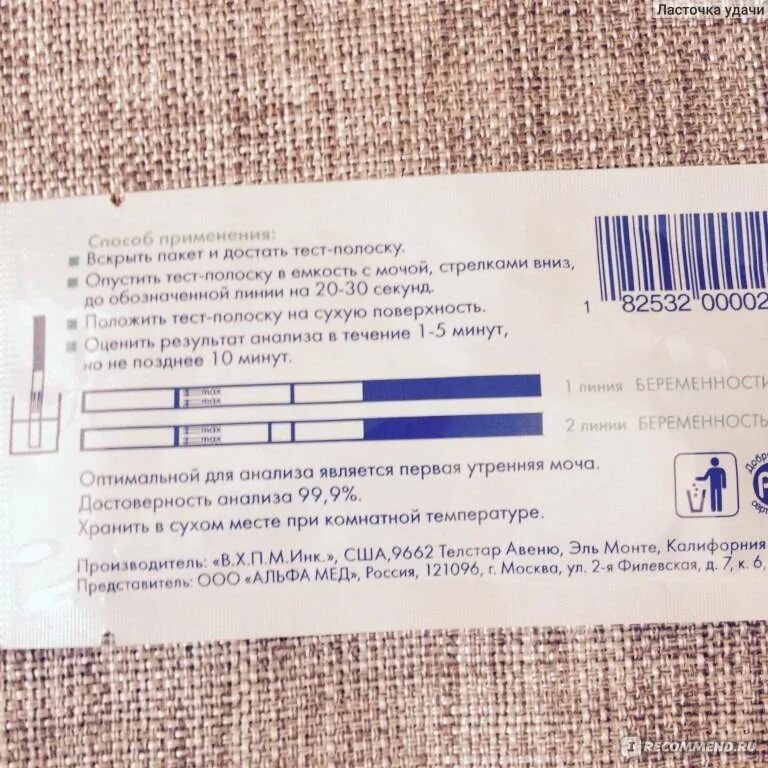 Ласточка удачи
Способ применения:
Вскрыть пакет и достать тест-полоску.
Опустить тест-полоску в емкость с мочой, стрелками вниз,
до обозначенной линии на 20-30 секунд.
Положить тест-полоску на сухую поверхность.
Оценить результат анализа в течение 1-5 минут,
но не позднее 10 минут.
1 82532 00002
max
max
1 линия БЕРЕМЕННОСТИ
max
max
2 линии БЕРЕМЕННОСТЬ
Оптимальной для анализа является первая утренняя моча.
Достоверность анализа 99,9%.
Хранить в сухом месте при комнатной температуре.
Производитель: «В.Х.П.М.Инк.», США,9662 Телстар Авеню, Эль Монте, Калифорния
Представитель: ООО «АЛЬФА МЕД», Россия, 121096, г. Москва, ул. 2-я Филевская, д. 7, к. 6,
IRECOMMEND.RU